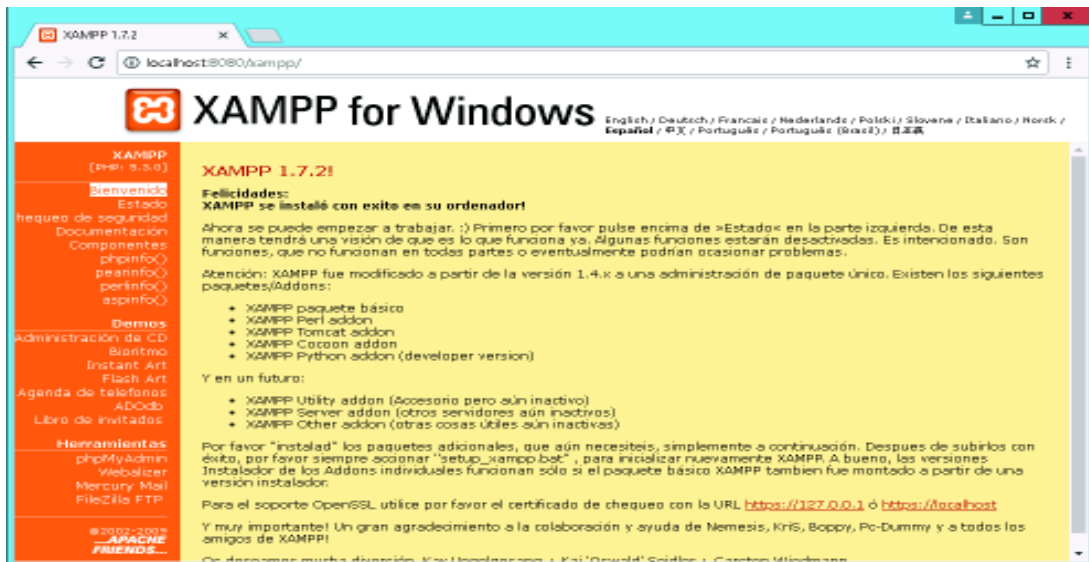 XAMPP 1.7.2
localhost:8080/xampp/
XAMPP for Windows
English / Deutsch / Francais / Nederlands / Polski / Slovene / Italiano / Norsk /
Español / 中文 / Português / Português (Brasil) / 日本語
XAMPP
[PHP: 5.3.0]
Bienvenido
Estado
hequeo de seguridad
Documentación
Componentes
phpinfo()
pearinfo()
perlinfo()
aspinfo()
Demos
Administración de CD
Bioritmo
Instant Art
Flash Art
Agenda de telefonos
ADOdb
Libro de invitados
Herramientas
phpMyAdmin
Webalizer
Mercury Mail
FileZilla FTP
©2002-2009
...APACHE
FRIENDS...
XAMPP 1.7.2!
Felicidades:
XAMPP se instaló con exito en su ordenador!
Ahora se puede empezar a trabajar. :) Primero por favor pulse encima de »Estado« en la parte izquierda. De esta
manera tendrá una visión de que es lo que funciona ya. Algunas funciones estarán desactivadas. Es intencionado. Son
funciones, que no funcionan en todas partes o eventualmente podrían ocasionar problemas.
Atención: XAMPP fue modificado a partir de la versión 1.4.x a una administración de paquete único. Existen los siguientes
paquetes/Addons:
• XAMPP paquete básico
• XAMPP Perl addon
• XAMPP Tomcat addon
• XAMPP Cocoon addon
• XAMPP Python addon (developer version)
Y en un futuro:
• XAMPP Utility addon (Accesorio pero aún inactivo)
• XAMPP Server addon (otros servidores aún inactivos)
• XAMPP Other addon (otras cosas útiles aún inactivas)
Por favor "instalad" los paquetes adicionales, que aún necesiteis, simplemente a continuación. Despues de subirlos con
éxito, por favor siempre accionar "setup_xampp.bat" , para inicializar nuevamente XAMPP. A bueno, las versiones
Instalador de los Addons individuales funcionan sólo si el paquete básico XAMPP tambien fue montado a partir de una
versión instalador.
Para el soporte OpenSSL utilice por favor el certificado de chequeo con la URL https://127.0.0.1 ó https://localhost
Y muy importante! Un gran agradecimiento a la colaboración y ayuda de Nemesis, KriS, Boppy, Pc-Dummy y a todos los
amigos de XAMPP!
Os deseamos mucha diversión, Kay Vogelgesang + Kai 'Oswald' Seidler + Carsten Wiedmann